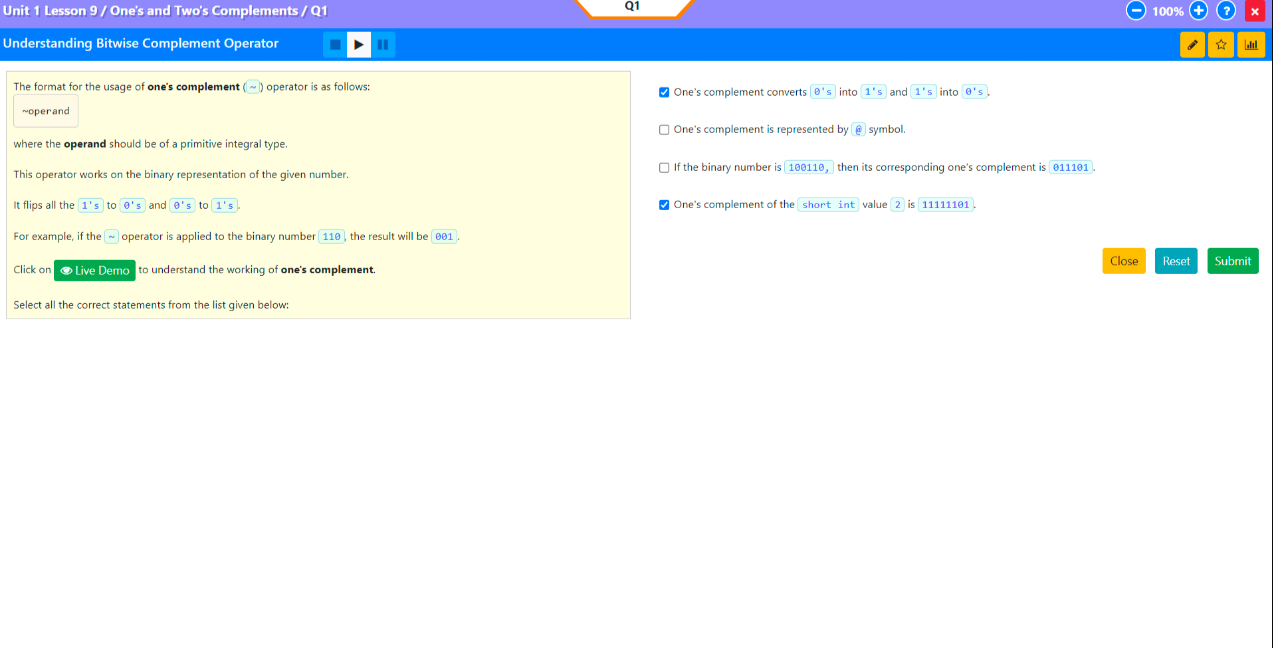 Unit 1 Lesson 9 / One's and Two's Complements / Q1
Q1
100%
Understanding Bitwise Complement Operator
The format for the usage of one's complement (~) operator is as follows:
~operand
where the operand should be of a primitive integral type.
This operator works on the binary representation of the given number.
It flips all the 1's to 0's and 0's to 1's.
For example, if the ~ operator is applied to the binary number 110, the result will be 001.
Click on Live Demo to understand the working of one's complement.
Select all the correct statements from the list given below:
One's complement converts 0's into 1's and 1's into 0's.
One's complement is represented by @ symbol.
If the binary number is 100110, then its corresponding one's complement is 011101.
One's complement of the short int value 2 is 11111101.
Close Reset Submit